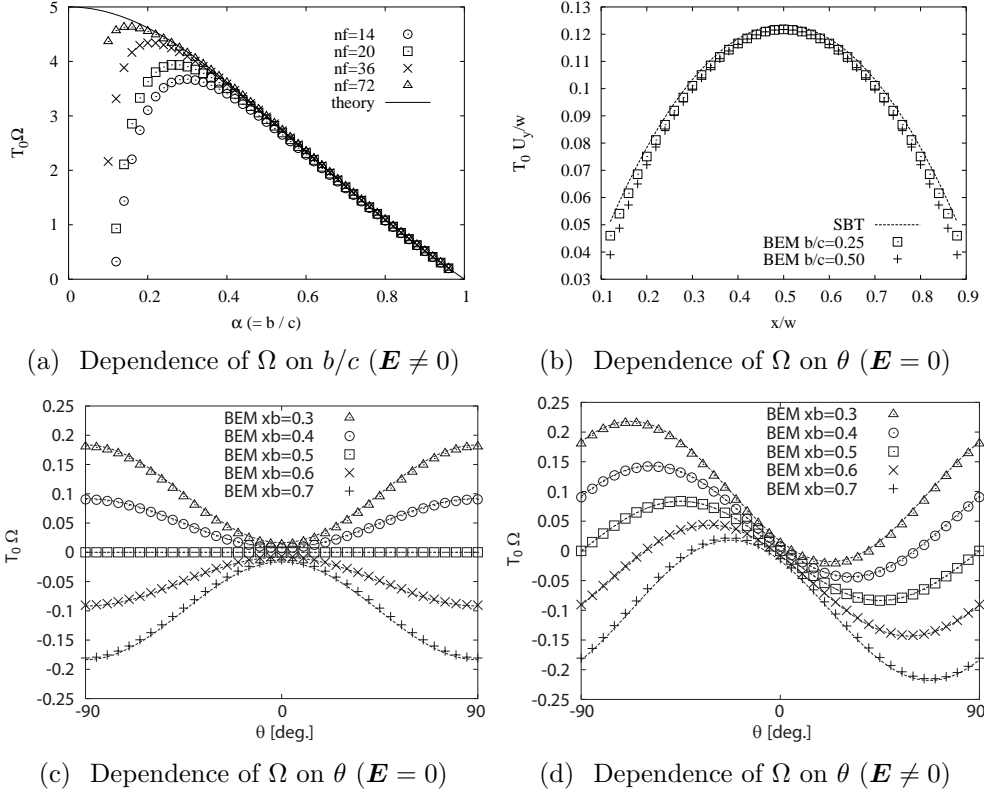 5
4
3
2
1
0
T₀Ω
nf=14
nf=20
nf=36
nf=72
theory
0 0.2 0.4 0.6 0.8 1
α (= b / c)
(a) Dependence of Ω on b/c (E ≠ 0)
0.13
0.12
0.11
0.10
0.09
0.08
0.07
0.06
0.05
0.04
0.03
T₀ U_y/w
SBT
BEM b/c=0.25
BEM b/c=0.50
0.1 0.2 0.3 0.4 0.5 0.6 0.7 0.8 0.9
x/w
(b) Dependence of Ω on θ (E = 0)
0.25
0.2
0.15
0.1
0.05
0
-0.05
-0.1
-0.15
-0.2
-0.25
T₀ Ω
BEM xb=0.3
BEM xb=0.4
BEM xb=0.5
BEM xb=0.6
BEM xb=0.7
-90 0 90
θ [deg.]
(c) Dependence of Ω on θ (E = 0)
0.25
0.2
0.15
0.1
0.05
0
-0.05
-0.1
-0.15
-0.2
-0.25
T₀ Ω
BEM xb=0.3
BEM xb=0.4
BEM xb=0.5
BEM xb=0.6
BEM xb=0.7
-90 0 90
θ [deg.]
(d) Dependence of Ω on θ (E ≠ 0)